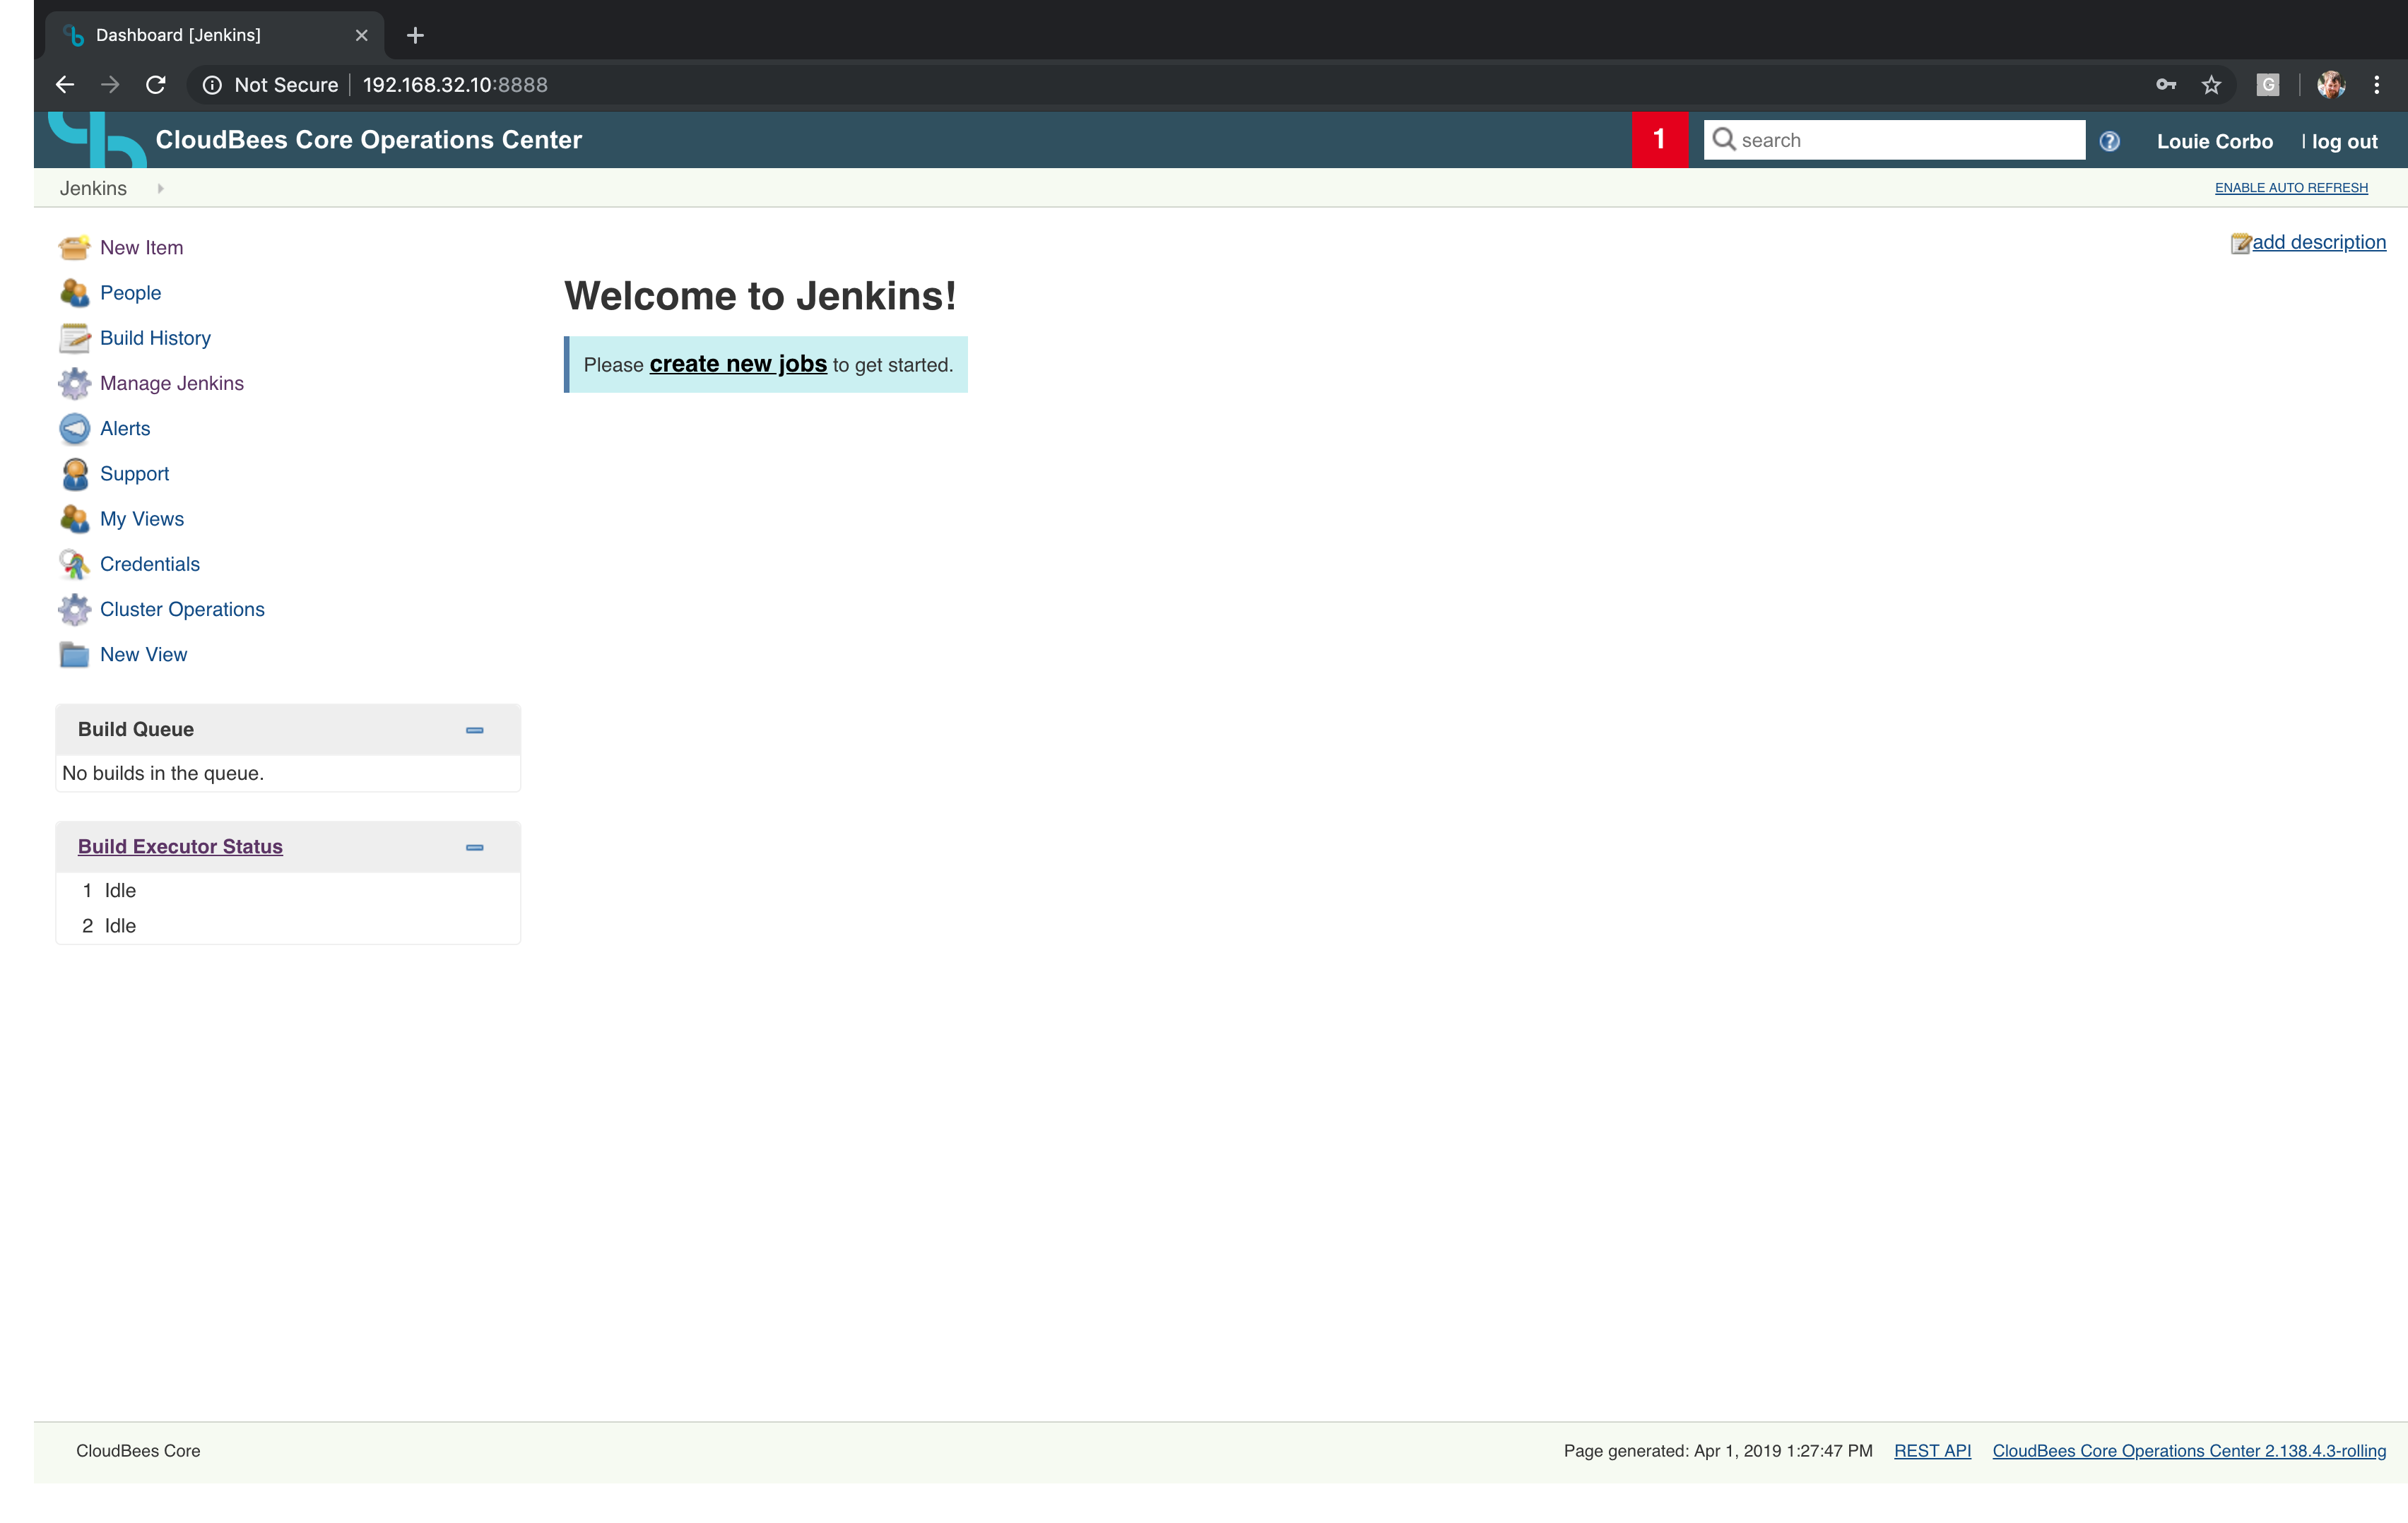 Dashboard [Jenkins]
Not Secure 192.168.32.10:8888
CloudBees Core Operations Center
1
search
Louie Corbo
log out
Jenkins
ENABLE AUTO REFRESH
New Item
People
Build History
Manage Jenkins
Alerts
Support
My Views
Credentials
Cluster Operations
New View
add description
Welcome to Jenkins!
Please create new jobs to get started.
Build Queue
No builds in the queue.
Build Executor Status
1 Idle
2 Idle
CloudBees Core
Page generated: Apr 1, 2019 1:27:47 PM REST API CloudBees Core Operations Center 2.138.4.3-rolling